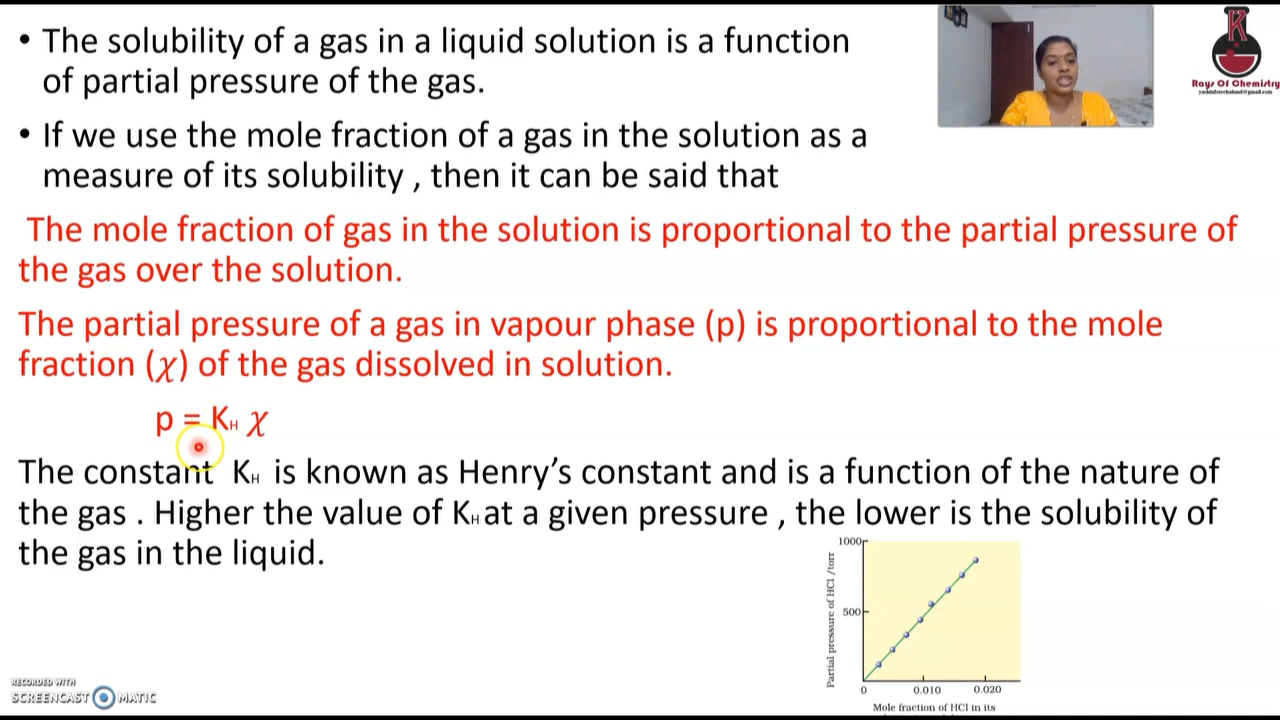 • The solubility of a gas in a liquid solution is a function
of partial pressure of the gas.
• If we use the mole fraction of a gas in the solution as a
measure of its solubility , then it can be said that
The mole fraction of gas in the solution is proportional to the partial pressure of
the gas over the solution.
The partial pressure of a gas in vapour phase (p) is proportional to the mole
fraction (χ) of the gas dissolved in solution.
p = KH χ
The constant KH is known as Henry's constant and is a function of the nature of
the gas . Higher the value of KH at a given pressure , the lower is the solubility of
the gas in the liquid.
K
Rays Of Chemistry
Partial pressure of HCl /torr
1000
500
0
0.010
0.020
Mole fraction of HCl in its
RECORDED WITH
SCREENCAST MATIC